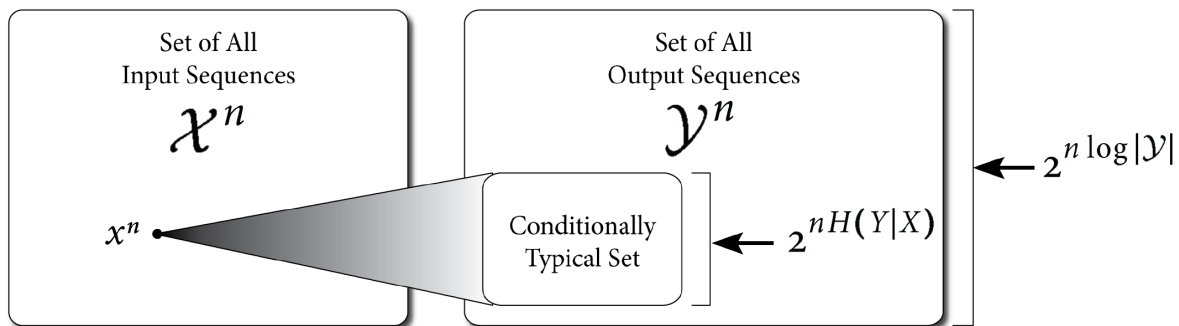 Set of All
Input Sequences
𝒳ⁿ
Set of All
Output Sequences
𝒴ⁿ
2^{n log|𝒴|}
xⁿ
Conditionally
Typical Set
2^{nH(Y|X)}